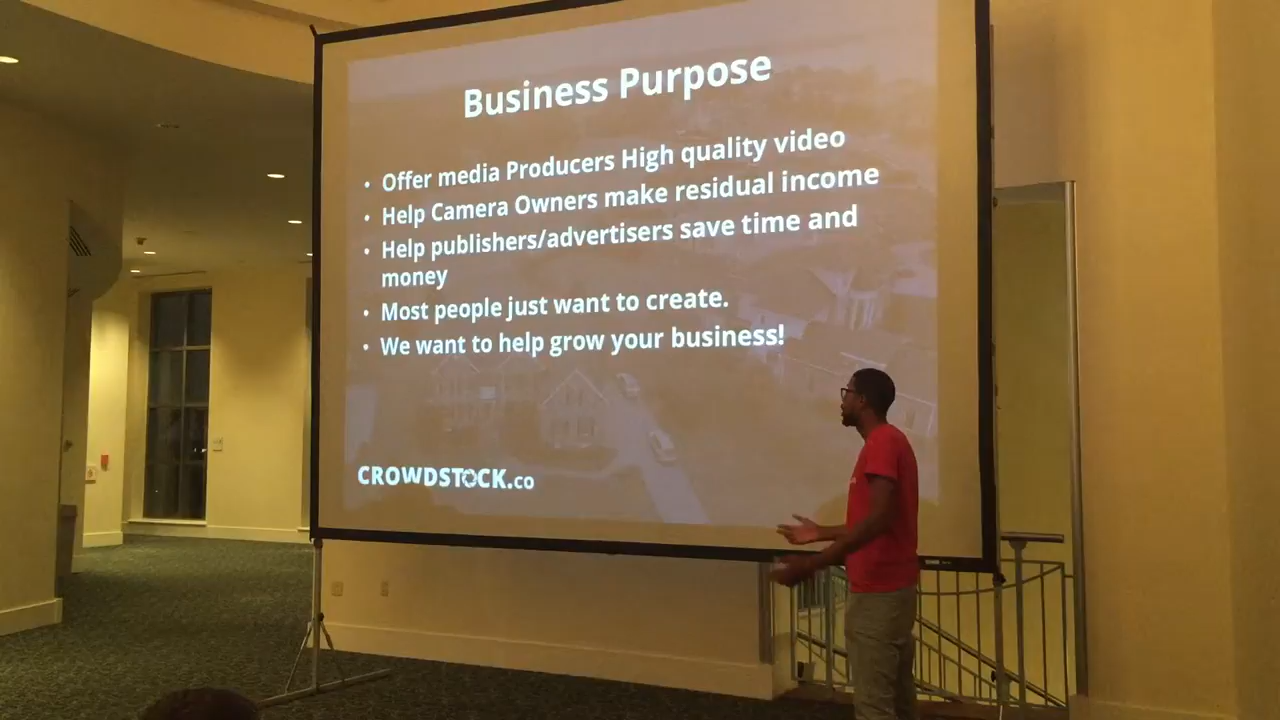 Business Purpose
• Offer media Producers High quality video
• Help Camera Owners make residual income
• Help publishers/advertisers save time and
money
• Most people just want to create.
• We want to help grow your business!
CROWDSTOCK.co